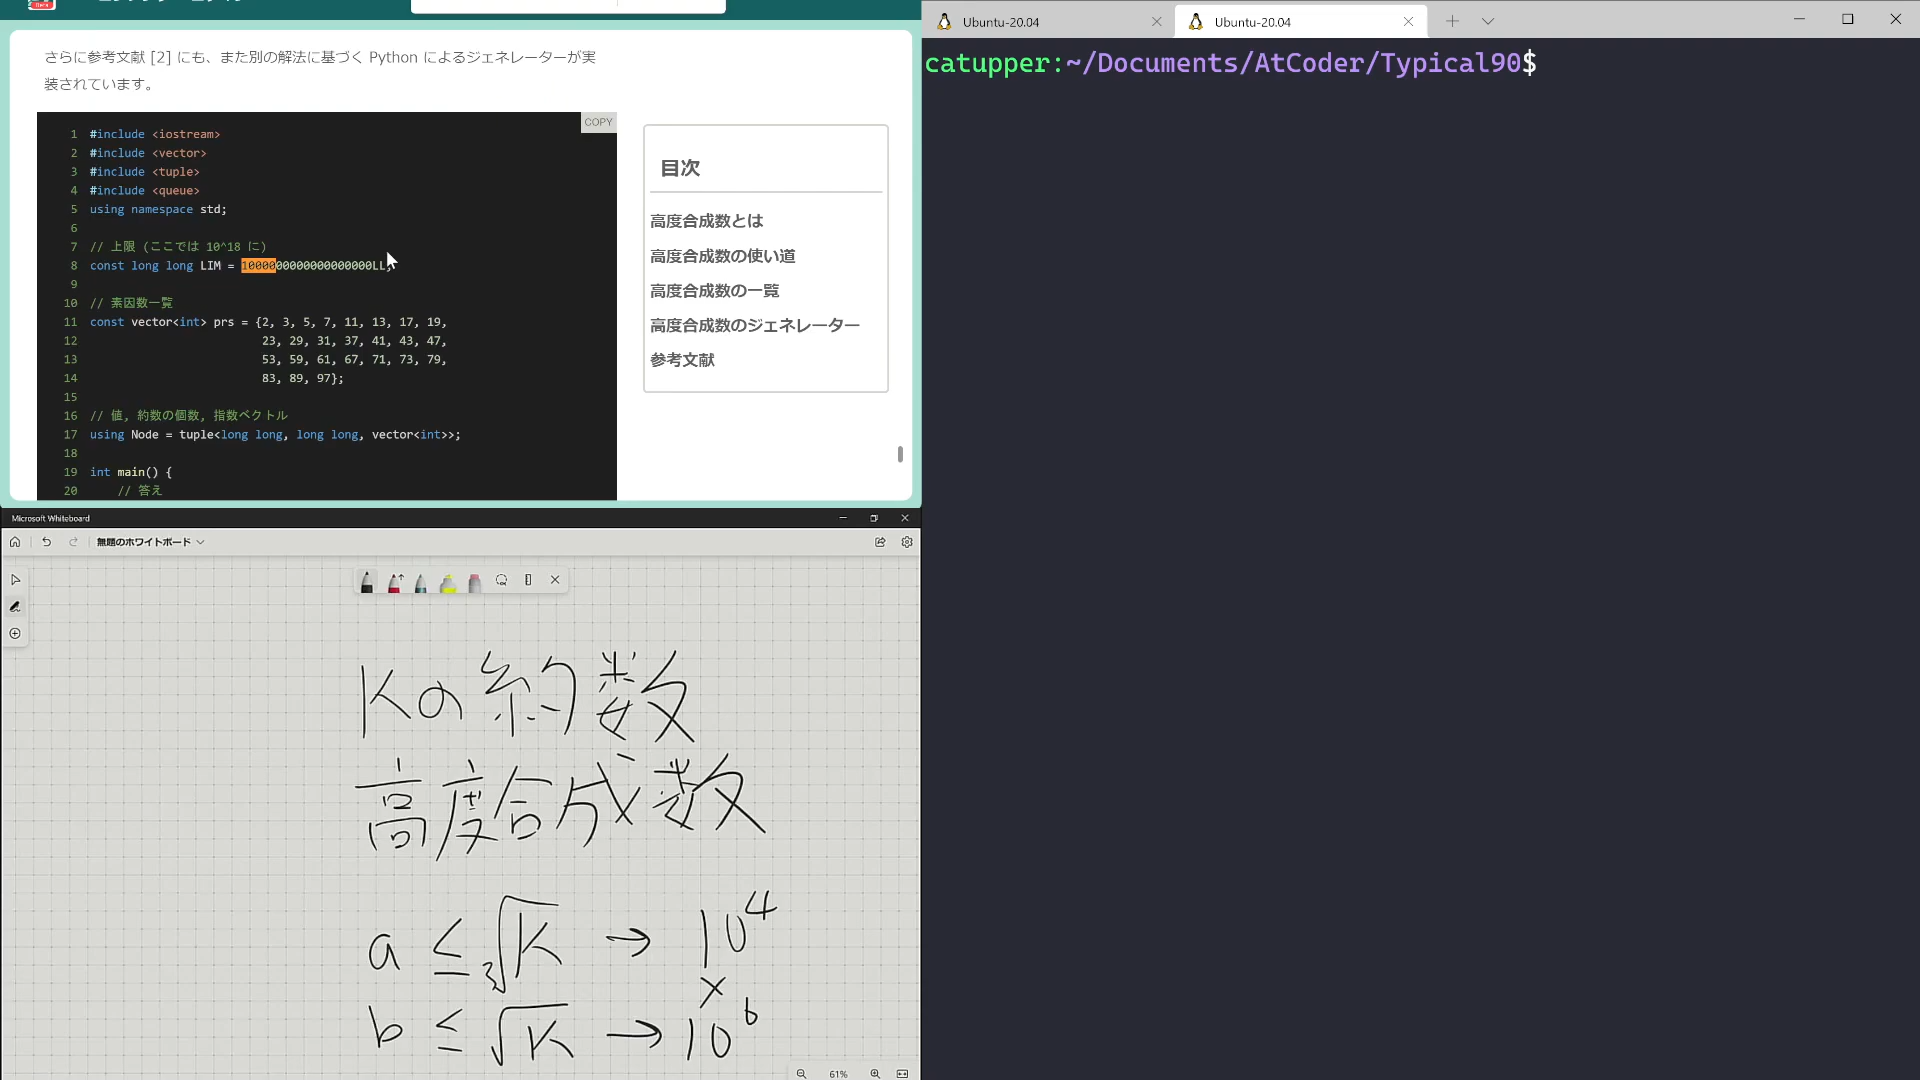 さらに参考文献 [2] にも、また別の解法に基づく Python によるジェネレーターが実
装されています。
COPY
1 #include <iostream>
2 #include <vector>
3 #include <tuple>
4 #include <queue>
5 using namespace std;
6
7 // 上限 (ここでは 10^18 に)
8 const long long LIM = 1000000000000000000LL;
9
10 // 素因数一覧
11 const vector<int> prs = {2, 3, 5, 7, 11, 13, 17, 19,
12 23, 29, 31, 37, 41, 43, 47,
13 53, 59, 61, 67, 71, 73, 79,
14 83, 89, 97};
15
16 // 値, 約数の個数, 指数ベクトル
17 using Node = tuple<long long, long long, vector<int>>;
18
19 int main() {
20 // 答え
目次
高度合成数とは
高度合成数の使い道
高度合成数の一覧
高度合成数のジェネレーター
参考文献
Microsoft Whiteboard
無題のホワイトボード
Kの約数
高度合成数
a ≤ ∛K → 10^4
×
b ≤ √K → 10^6
61%
Ubuntu-20.04
Ubuntu-20.04
catupper:~/Documents/AtCoder/Typical90$